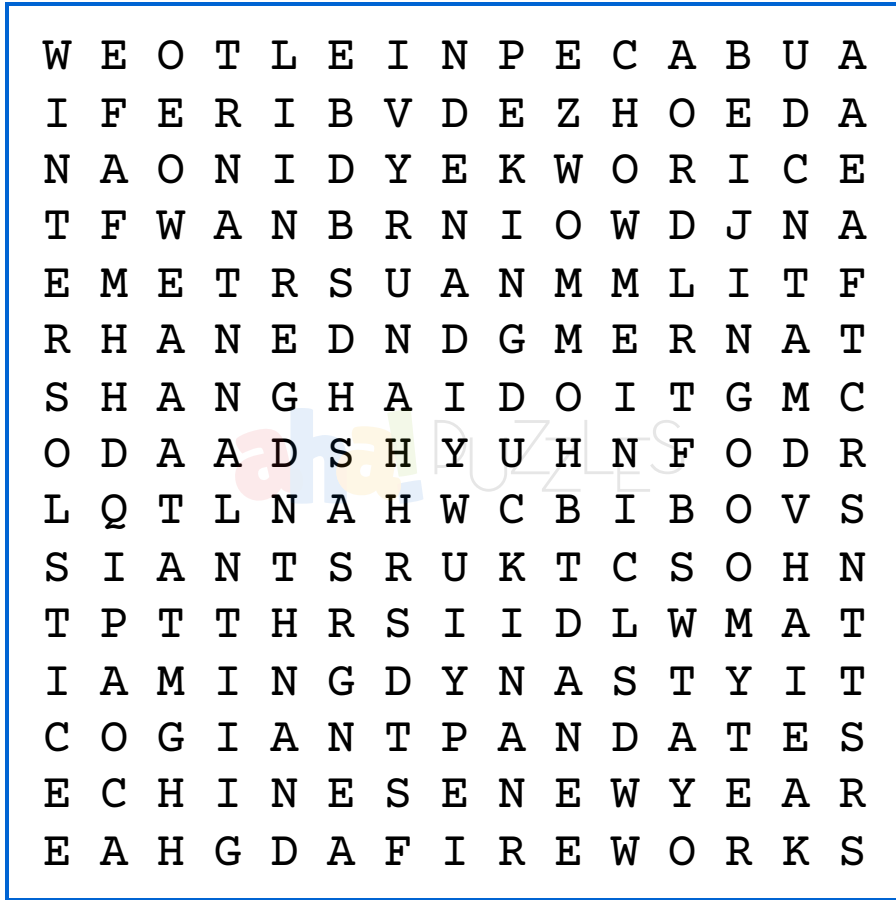 W E O T L E I N P E C A B U A
I F E R I B V D E Z H O E D A
N A O N I D Y E K W O R I C E
T F W A N B R N I O W D J N A
E M E T R S U A N M M L I T F
R H A N E D N D G M E R N A T
S H A N G H A I D O I T G M C
O D A A D S H Y U H N F O D R
L Q T L N A H W C B I B O V S
S I A N T S R U K T C S O H N
T P T T H R S I I D L W M A T
I A M I N G D Y N A S T Y I T
C O G I A N T P A N D A T E S
E C H I N E S E N E W Y E A R
E A H G D A F I R E W O R K S
aha! PUZZLES